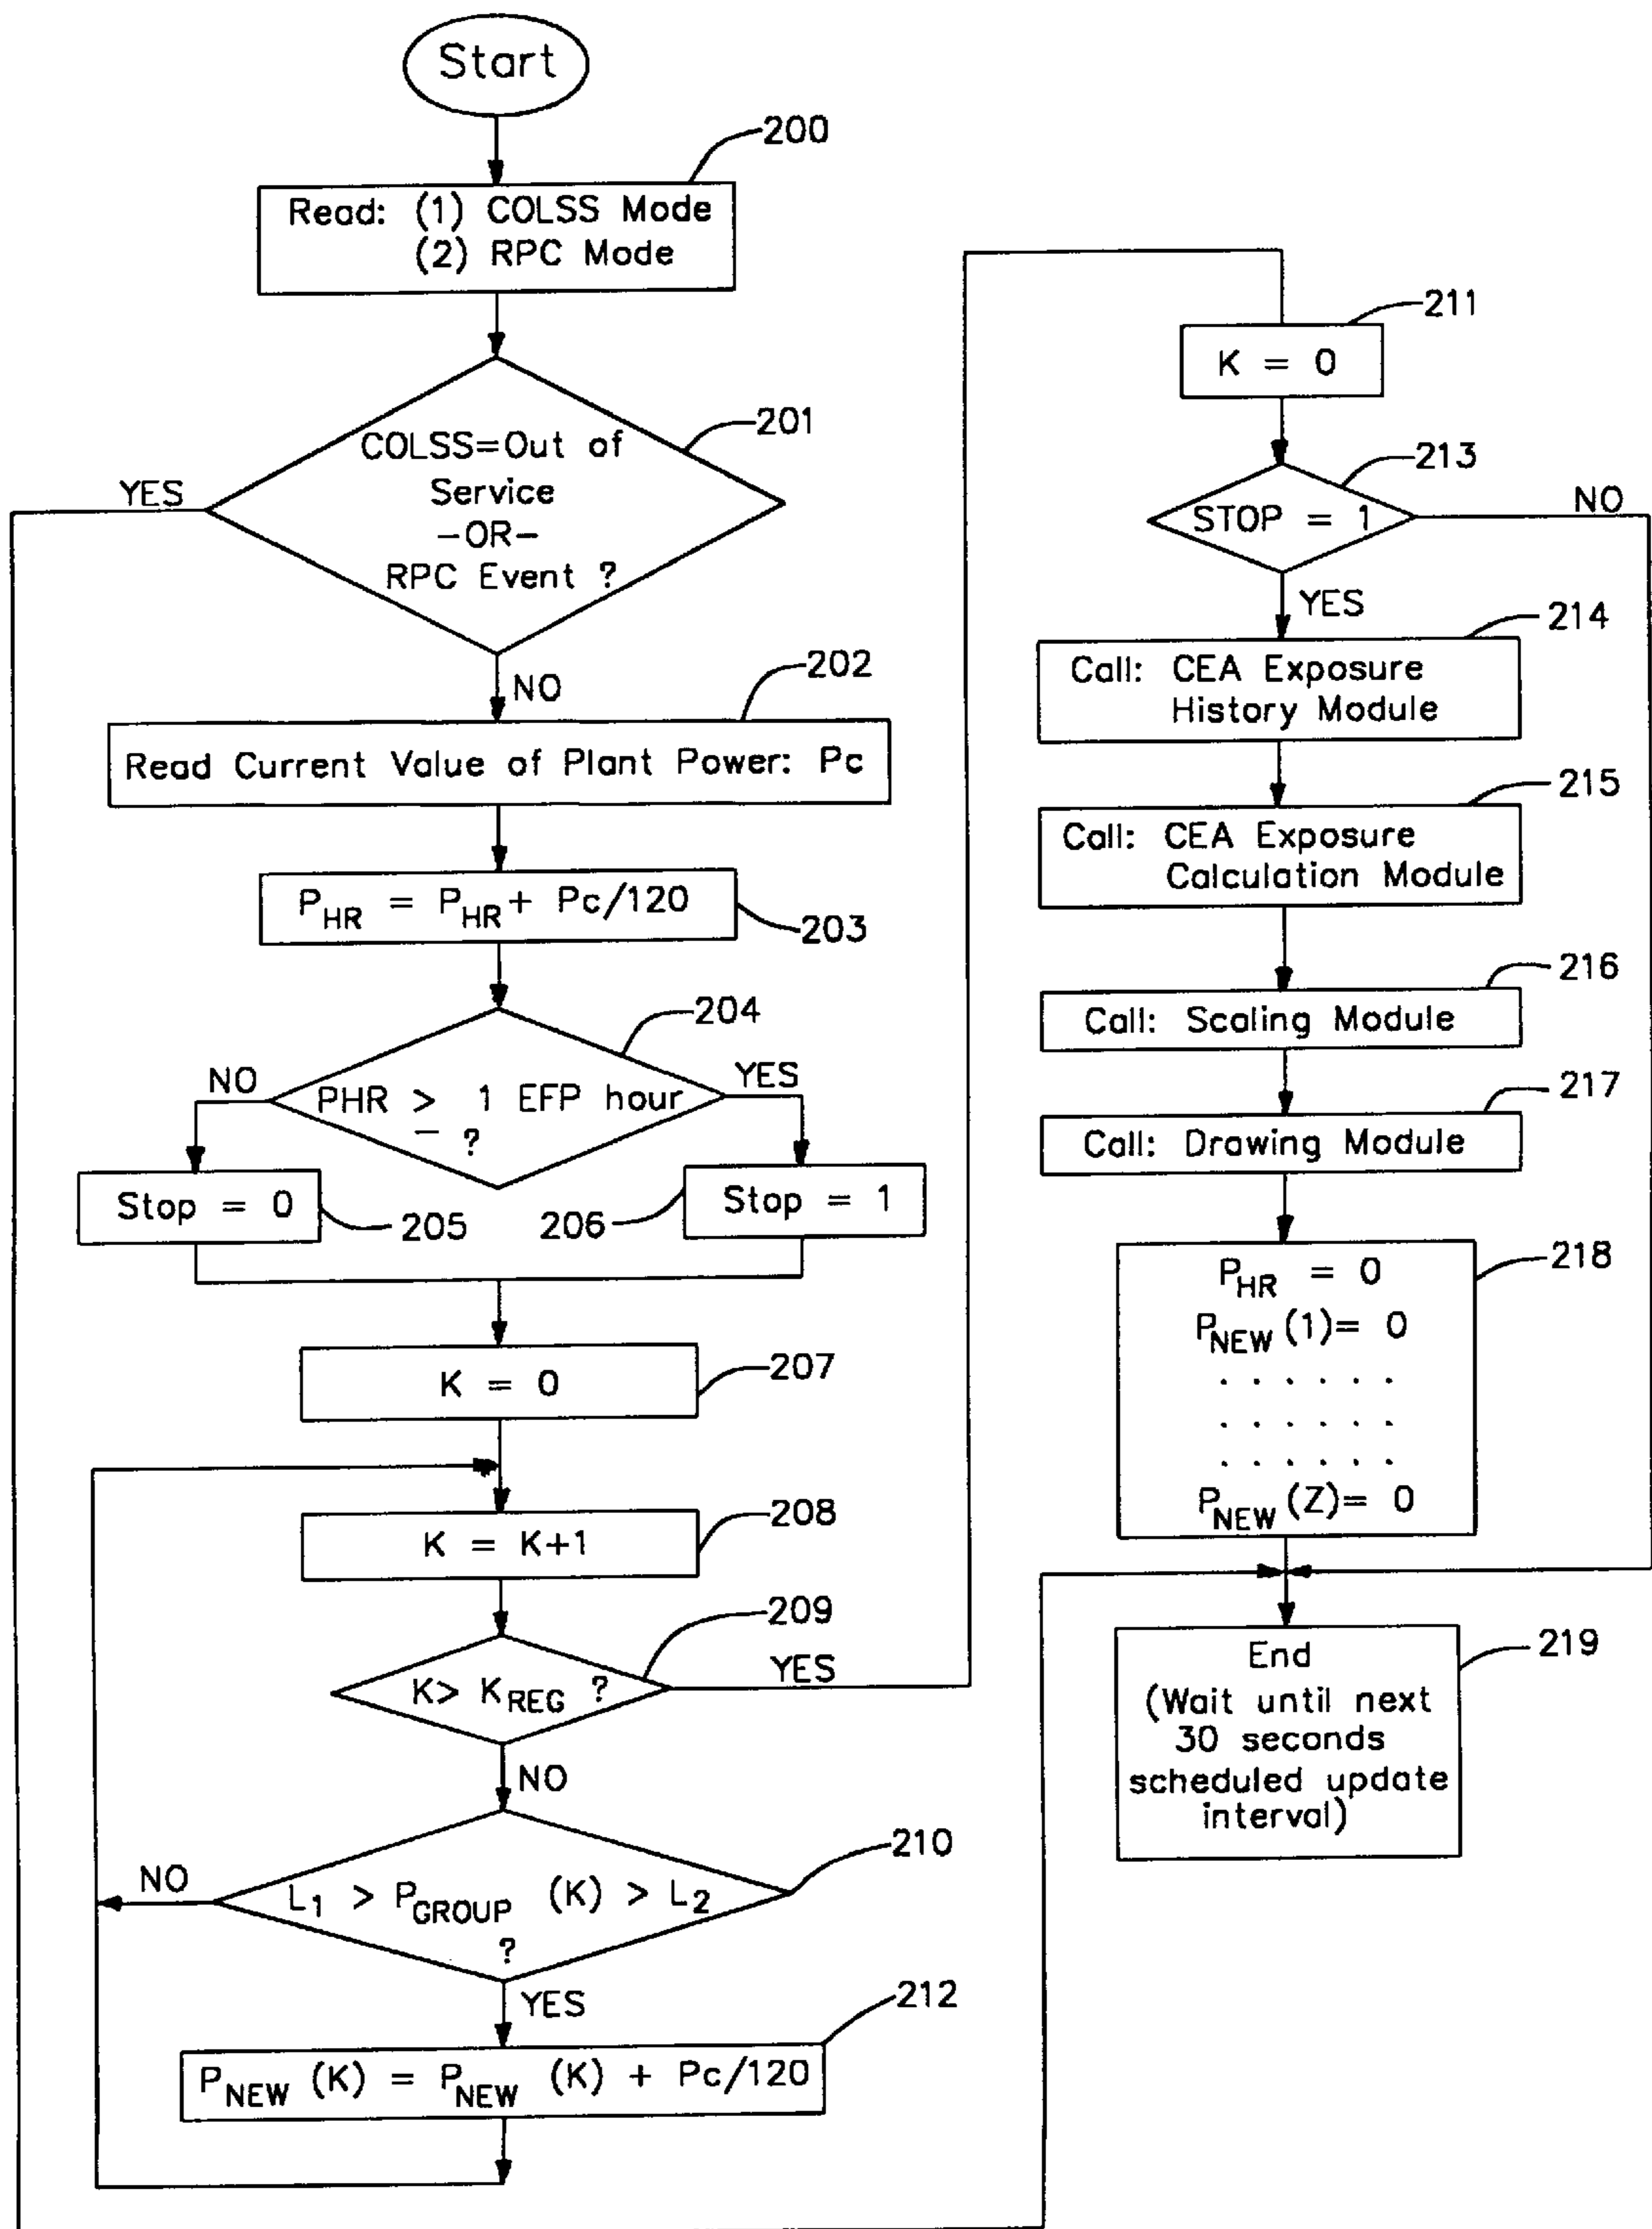 Start
200
Read: (1) COLSS Mode
(2) RPC Mode
201
COLSS=Out of
Service
-OR-
RPC Event ?
YES
NO
202
Read Current Value of Plant Power: Pc
P_HR = P_HR + Pc/120
203
204
NO
YES
PHR > 1 EFP hour
– ?
Stop = 0
205
206
Stop = 1
K = 0
207
208
K = K+1
209
K> K_REG ?
YES
NO
210
NO
L1 > P_GROUP (K) > L2
?
YES
212
P_NEW (K) = P_NEW (K) + Pc/120
211
K = 0
213
STOP = 1
NO
YES
214
Call: CEA Exposure
History Module
215
Call: CEA Exposure
Calculation Module
216
Call: Scaling Module
217
Call: Drawing Module
218
P_HR = 0
P_NEW (1)= 0
. . . . . .
. . . . . .
. . . . . .
P_NEW (Z)= 0
219
End
(Wait until next
30 seconds
scheduled update
interval)